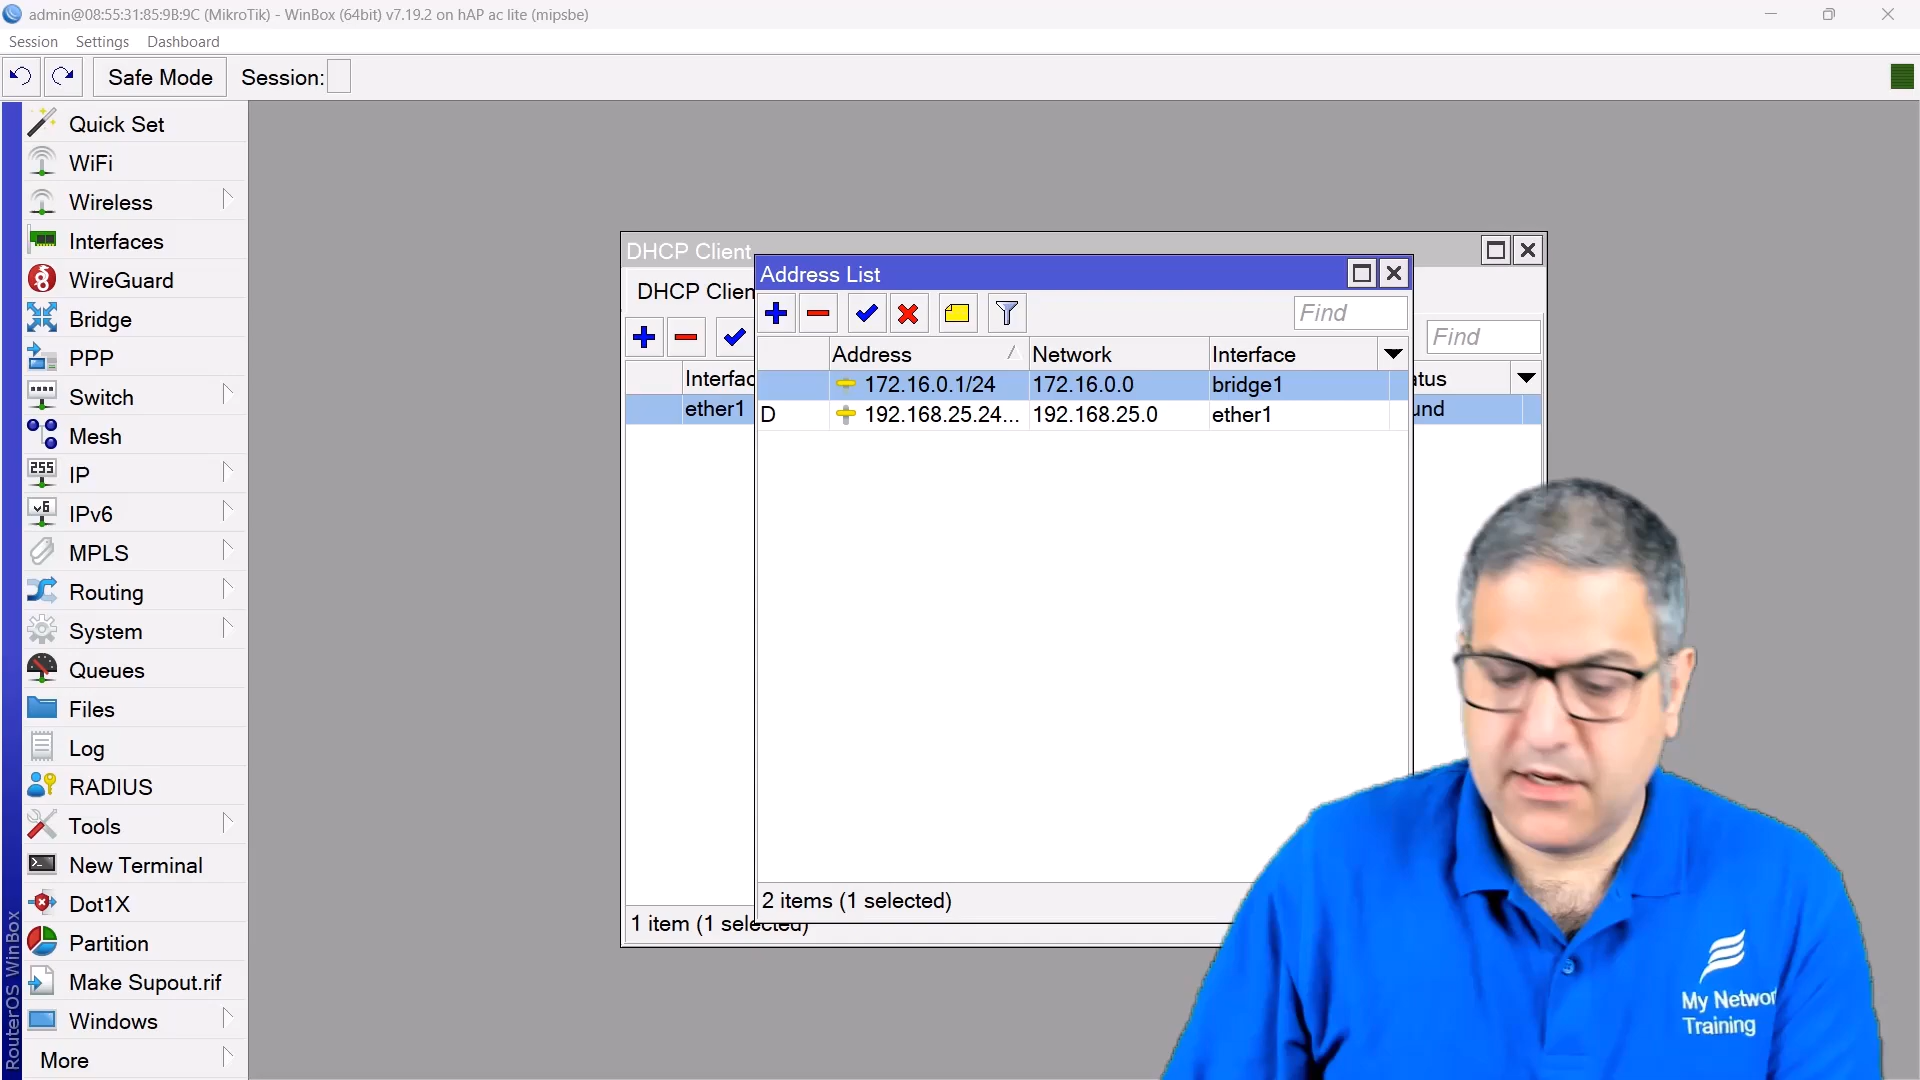 admin@08:55:31:85:9B:9C (MikroTik) - WinBox (64bit) v7.19.2 on hAP ac lite (mipsbe)
Session Settings Dashboard
Safe Mode Session:
Quick Set
WiFi
Wireless
Interfaces
WireGuard
Bridge
PPP
Switch
Mesh
255 IP
v6 IPv6
MPLS
Routing
System
Queues
Files
Log
RADIUS
Tools
New Terminal
Dot1X
Partition
Make Supout.rif
Windows
More
RouterOS WinBox
DHCP Client
DHCP Clien
Find
Interfac tus
ether1 und
1 item (1 selected)
Address List
Find
Address Network Interface
172.16.0.1/24 172.16.0.0 bridge1
D 192.168.25.24... 192.168.25.0 ether1
2 items (1 selected)
My Networ
Training